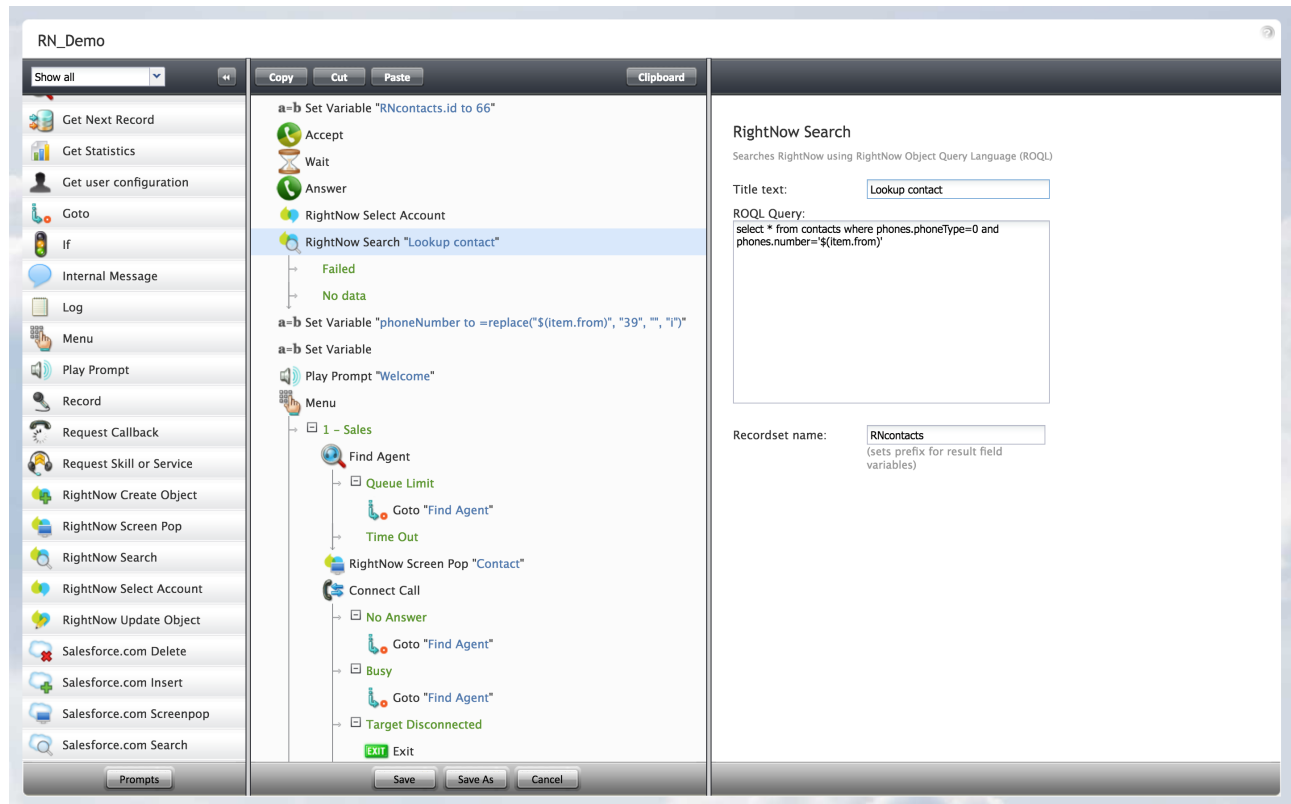 RN_Demo
Show all
Get Next Record
Get Statistics
Get user configuration
Goto
If
Internal Message
Log
Menu
Play Prompt
Record
Request Callback
Request Skill or Service
RightNow Create Object
RightNow Screen Pop
RightNow Search
RightNow Select Account
RightNow Update Object
Salesforce.com Delete
Salesforce.com Insert
Salesforce.com Screenpop
Salesforce.com Search
Prompts
Copy Cut Paste Clipboard
a=b Set Variable "RNcontacts.id to 66"
Accept
Wait
Answer
RightNow Select Account
RightNow Search "Lookup contact"
Failed
No data
a=b Set Variable "phoneNumber to =replace("$(item.from)", "39", "", "i")"
a=b Set Variable
Play Prompt "Welcome"
Menu
1 – Sales
Find Agent
Queue Limit
Goto "Find Agent"
Time Out
RightNow Screen Pop "Contact"
Connect Call
No Answer
Goto "Find Agent"
Busy
Goto "Find Agent"
Target Disconnected
EXIT Exit
Save Save As Cancel
RightNow Search
Searches RightNow using RightNow Object Query Language (ROQL)
Title text: Lookup contact
ROQL Query:
select * from contacts where phones.phoneType=0 and
phones.number='$(item.from)'
Recordset name: RNcontacts
(sets prefix for result field
variables)